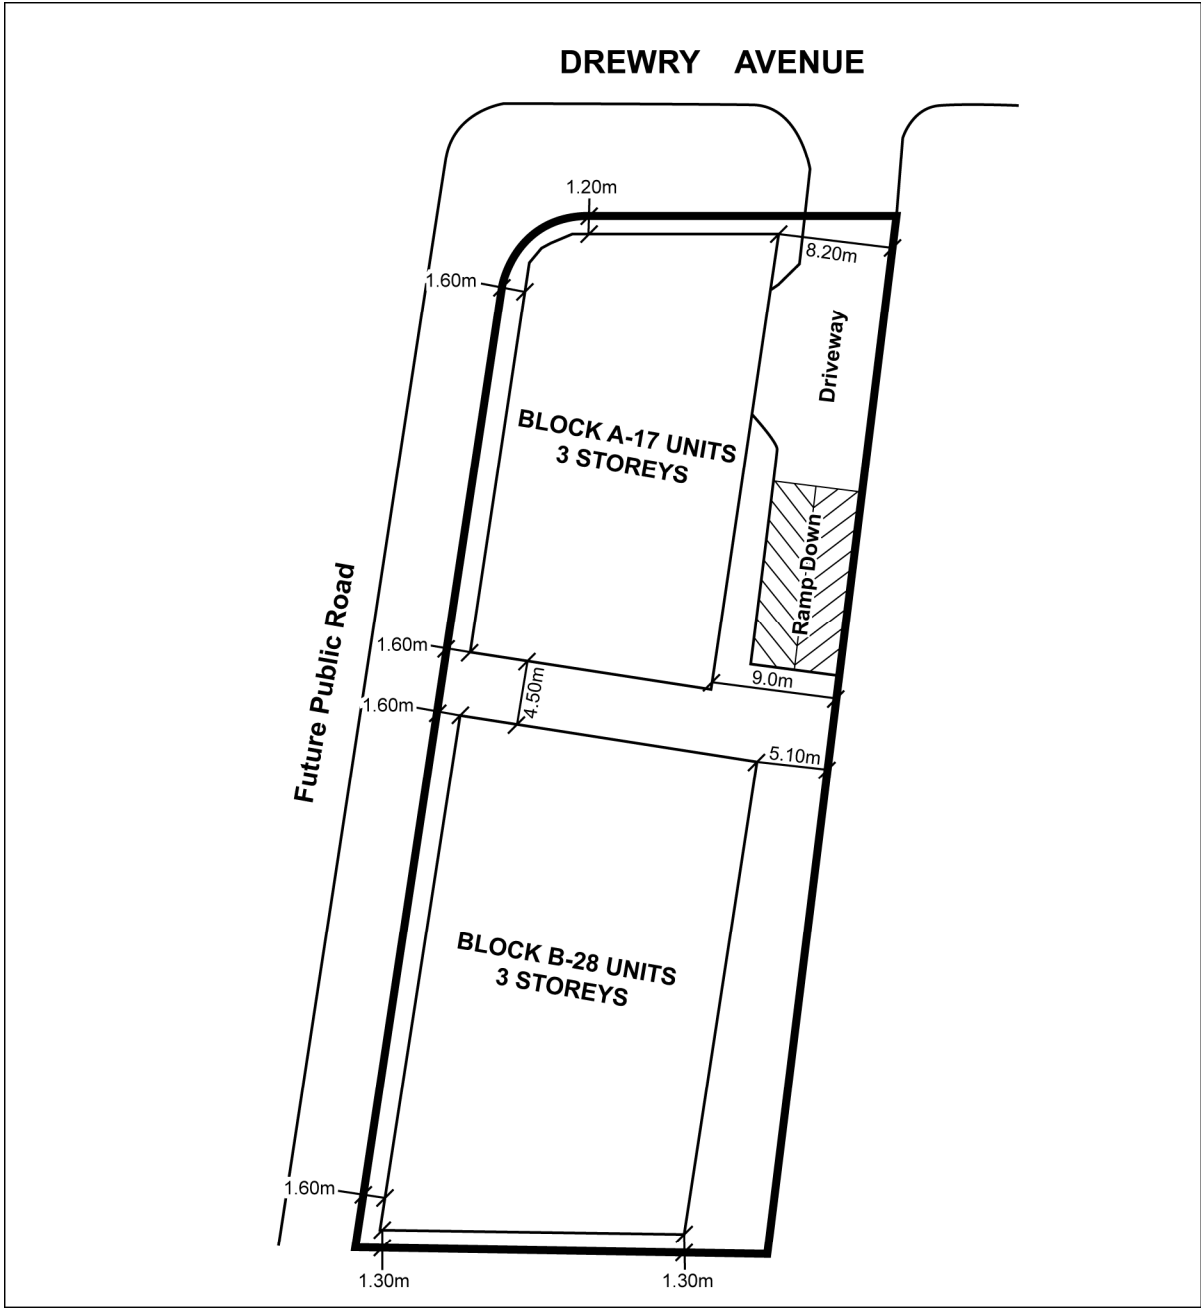 DREWRY AVENUE
1.20m
8.20m
1.60m
Driveway
BLOCK A-17 UNITS
3 STOREYS
Ramp Down
Future Public Road
1.60m
9.0m
4.50m
1.60m
5.10m
BLOCK B-28 UNITS
3 STOREYS
1.60m
1.30m
1.30m